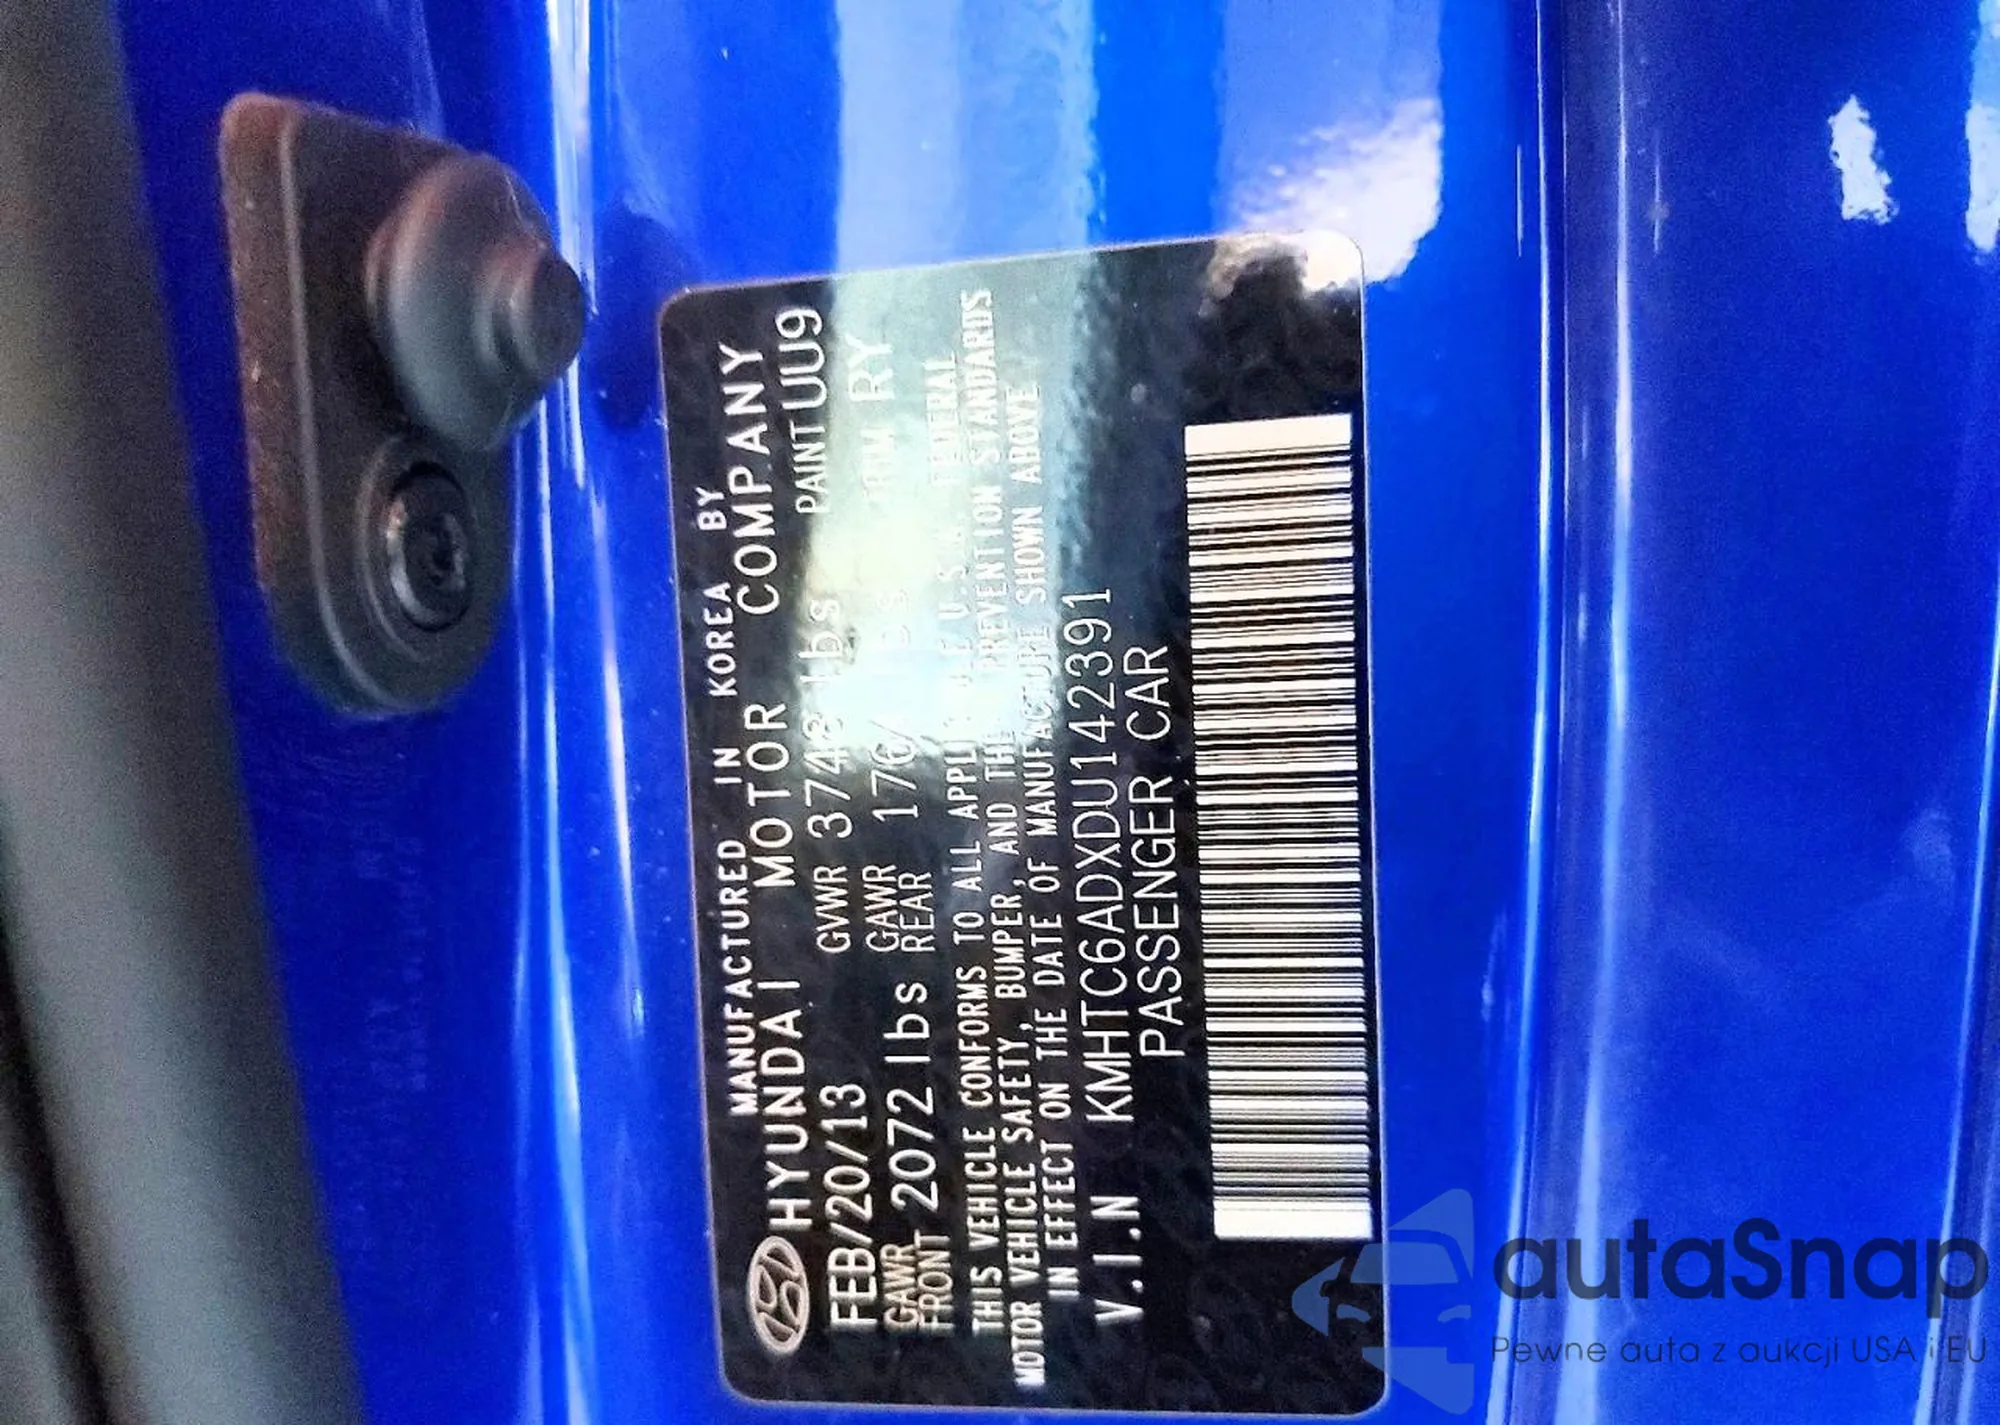 MANUFACTURED IN KOREA BY
HYUNDAI MOTOR COMPANY
FEB/20/13 GVWR 3748 lbs PAINT UU9
GAWR FRONT 2072 lbs GAWR REAR RY
THIS VEHICLE CONFORMS TO ALL FEDERAL
MOTOR VEHICLE SAFETY, BUMPER, AND THE PREVENTION STANDARDS
IN EFFECT ON THE DATE OF MANUFACTURE SHOWN ABOVE
V.I.N KMHTC6ADXDU142391
PASSENGER CAR
autaSnap
Pewne auta z aukcji USA i EU